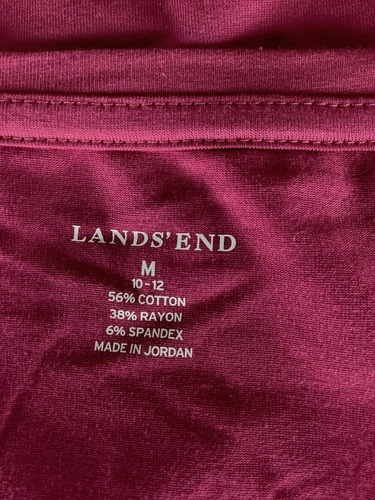 LANDS' END
M
10-12
56% COTTON
38% RAYON
6% SPANDEX
MADE IN JORDAN